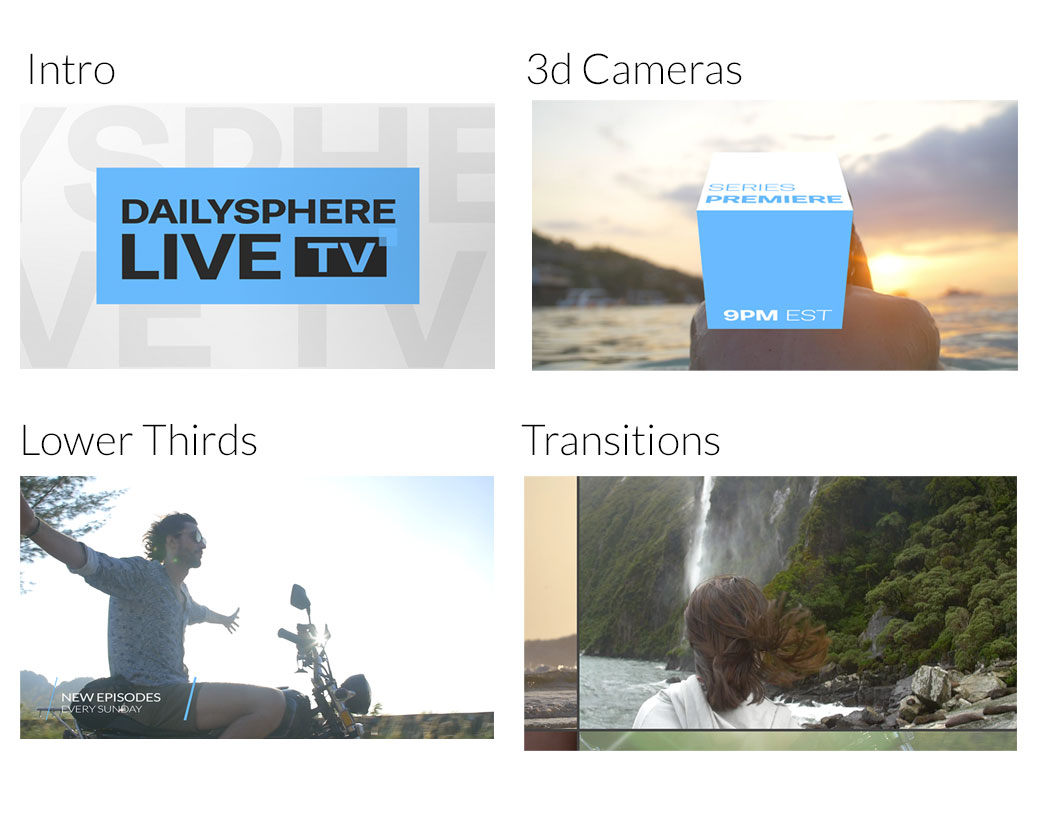 Intro
3d Cameras
YSPHE
DAILYSPHERE
LIVE TV
VE TV
SERIES
PREMIERE
9PM EST
Lower Thirds
Transitions
NEW EPISODES
EVERY SUNDAY